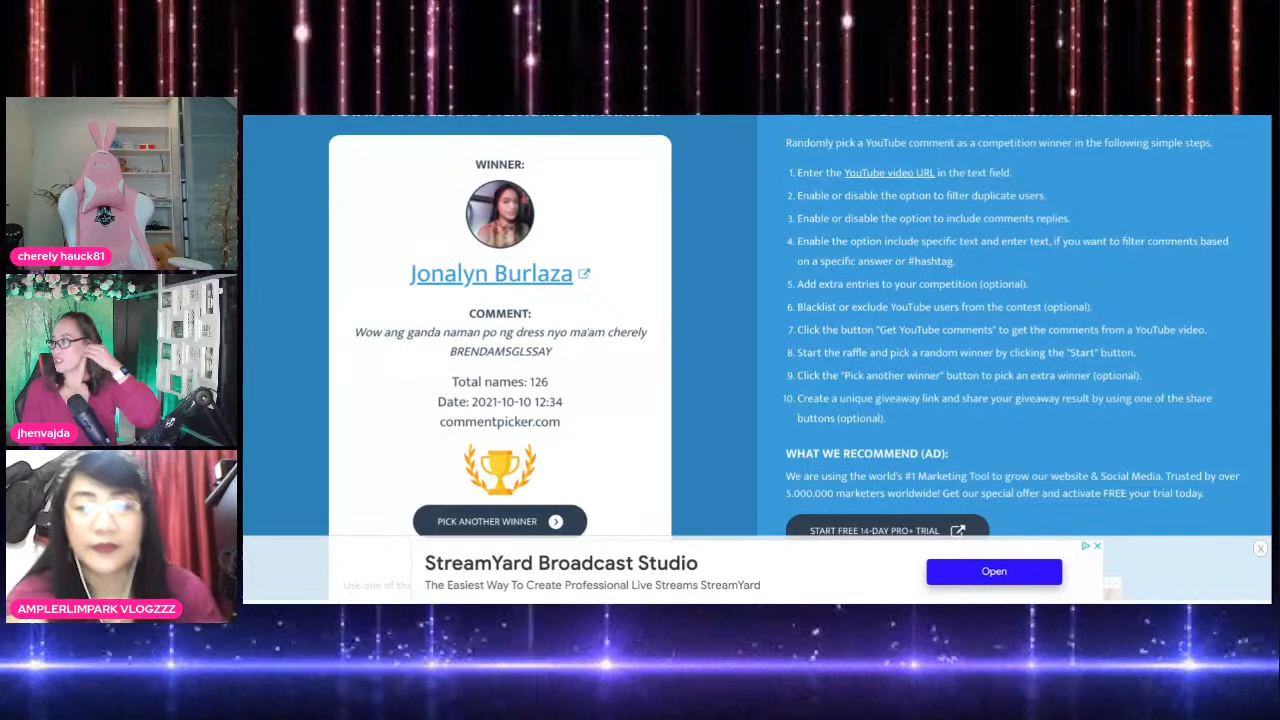 cherely hauck81
jhenvajda
AMPLERLIMPARK VLOGZZZ
WINNER:
Jonalyn Burlaza
COMMENT:
Wow ang ganda naman po ng dress nyo ma'am cherely
BRENDAMSGLSSAY
Total names: 126
Date: 2021-10-10 12:34
commentpicker.com
PICK ANOTHER WINNER
Randomly pick a YouTube comment as a competition winner in the following simple steps.
1. Enter the YouTube video URL in the text field.
2. Enable or disable the option to filter duplicate users.
3. Enable or disable the option to include comments replies.
4. Enable the option include specific text and enter text, if you want to filter comments based
on a specific answer or #hashtag.
5. Add extra entries to your competition (optional).
6. Blacklist or exclude YouTube users from the contest (optional).
7. Click the button "Get YouTube comments" to get the comments from a YouTube video.
8. Start the raffle and pick a random winner by clicking the "Start" button.
9. Click the "Pick another winner" button to pick an extra winner (optional).
10. Create a unique giveaway link and share your giveaway result by using one of the share
buttons (optional).
WHAT WE RECOMMEND (AD):
We are using the world's #1 Marketing Tool to grow our website & Social Media. Trusted by over
5.000.000 marketers worldwide! Get our special offer and activate FREE your trial today.
START FREE 14-DAY PRO+ TRIAL
Use one of the
StreamYard Broadcast Studio
The Easiest Way To Create Professional Live Streams StreamYard
Open
X